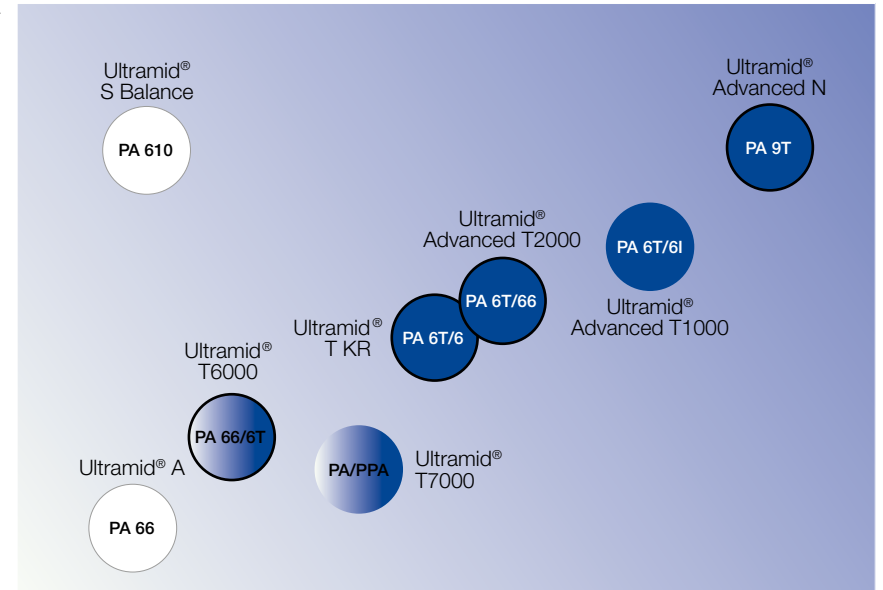 Ultramid®
S Balance
PA 610
Ultramid®
Advanced N
PA 9T
Ultramid®
Advanced T2000
PA 6T/66
PA 6T/6I
Ultramid®
Advanced T1000
Ultramid®
T KR
PA 6T/6
Ultramid®
T6000
PA 66/6T
PA/PPA
Ultramid®
T7000
Ultramid® A
PA 66